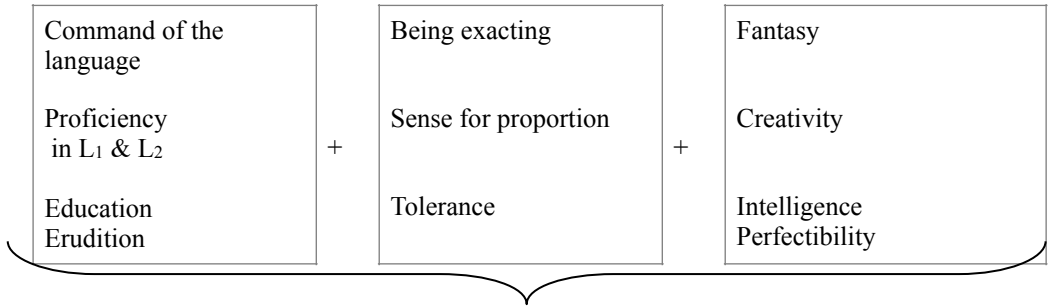 Command of the
language
Proficiency
in L1 & L2
Education
Erudition
+
Being exacting
Sense for proportion
Tolerance
+
Fantasy
Creativity
Intelligence
Perfectibility